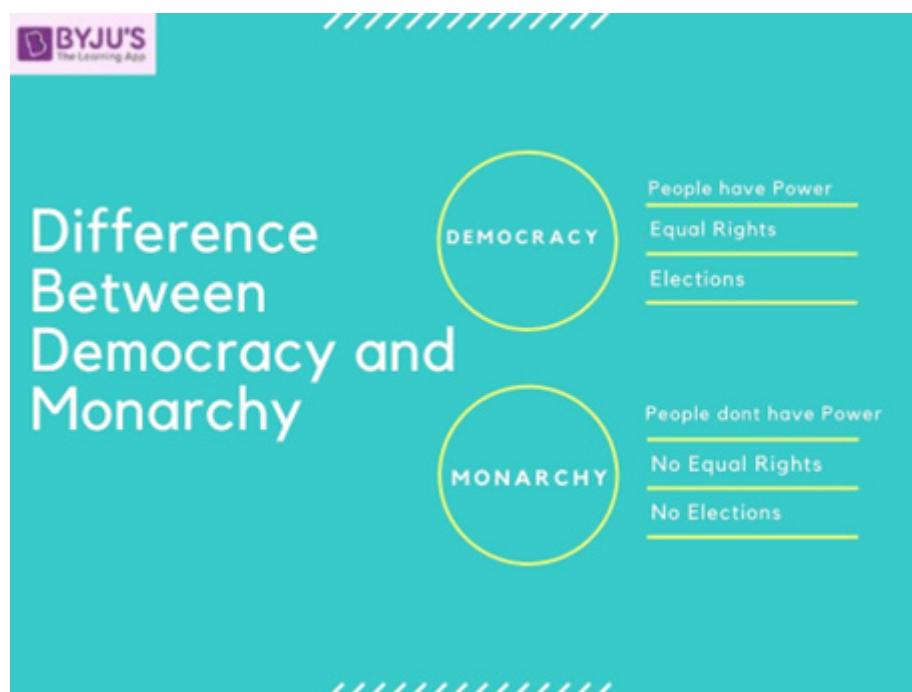 BYJU'S
The Learning App
Difference
Between
Democracy and
Monarchy
DEMOCRACY
People have Power
Equal Rights
Elections
MONARCHY
People dont have Power
No Equal Rights
No Elections